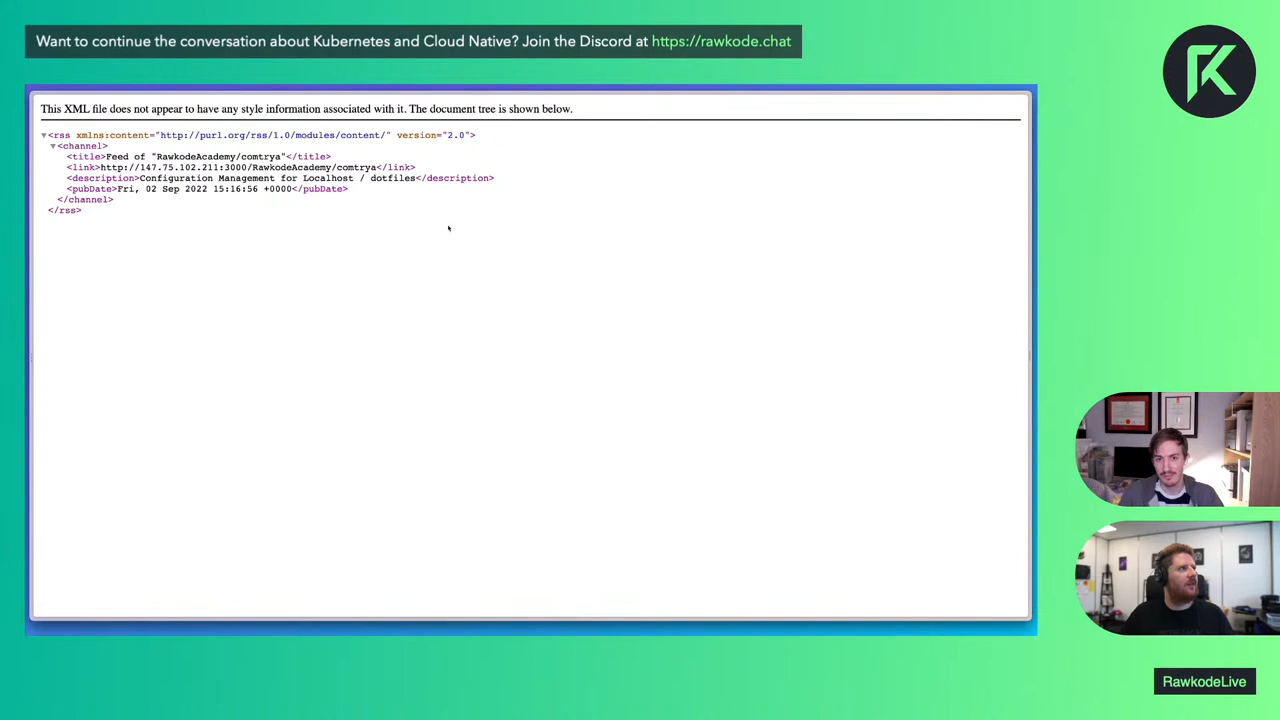 Want to continue the conversation about Kubernetes and Cloud Native? Join the Discord at https://rawkode.chat
This XML file does not appear to have any style information associated with it. The document tree is shown below.
▼<rss xmlns:content="http://purl.org/rss/1.0/modules/content/" version="2.0">
▼<channel>
<title>Feed of "RawkodeAcademy/comtrya"</title>
<link>http://147.75.102.211:3000/RawkodeAcademy/comtrya</link>
<description>Configuration Management for Localhost / dotfiles</description>
<pubDate>Fri, 02 Sep 2022 15:16:56 +0000</pubDate>
</channel>
</rss>
RawkodeLive